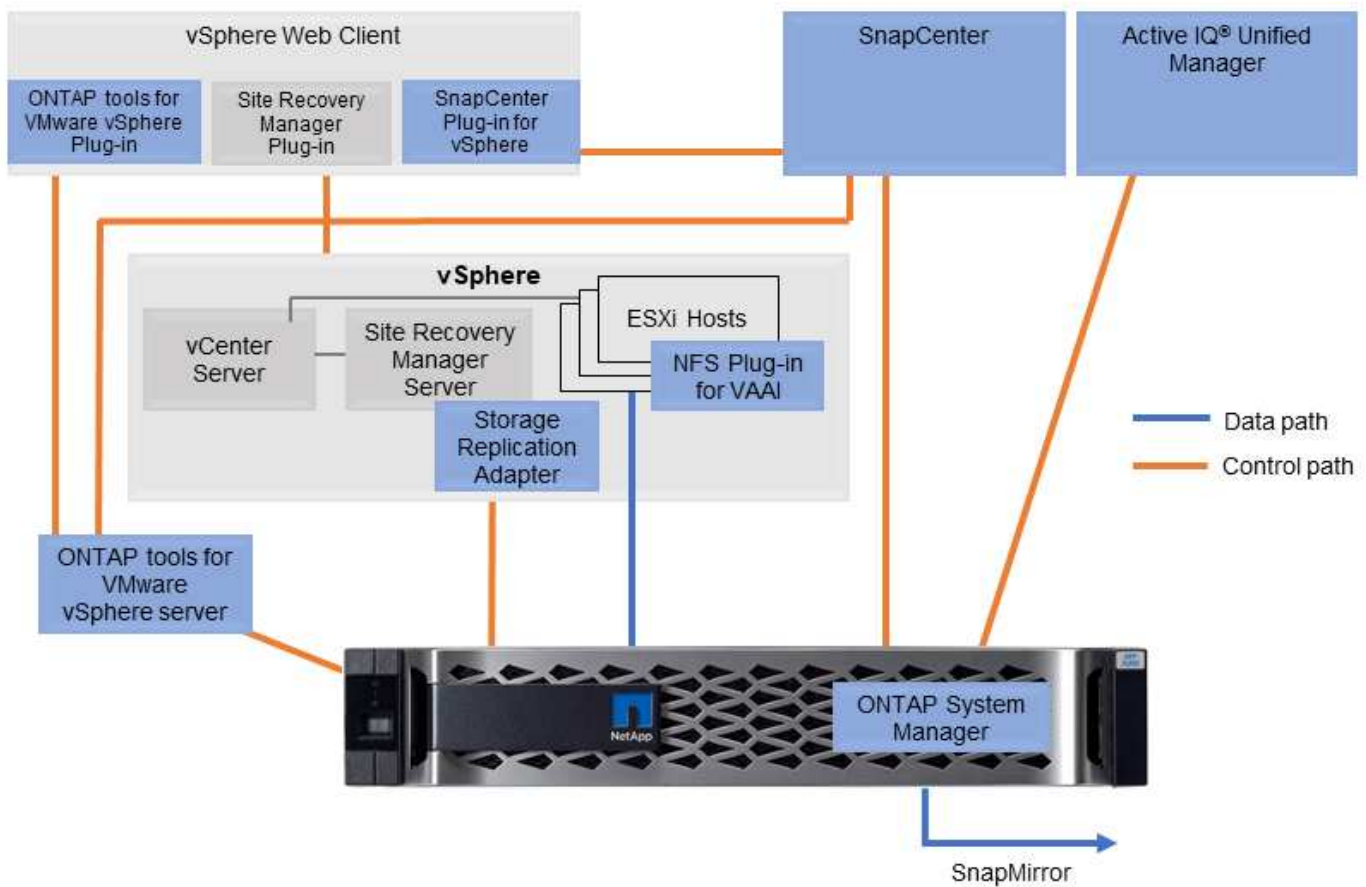 vSphere Web Client
ONTAP tools for
VMware vSphere
Plug-in
Site Recovery
Manager
Plug-in
SnapCenter
Plug-in for
vSphere
SnapCenter
Active IQ® Unified
Manager
vSphere
vCenter
Server
Site Recovery
Manager
Server
Storage
Replication
Adapter
ESXi Hosts
NFS Plug-in
for VAAI
Data path
Control path
ONTAP tools for
VMware
vSphere server
NetApp
ONTAP System
Manager
SnapMirror